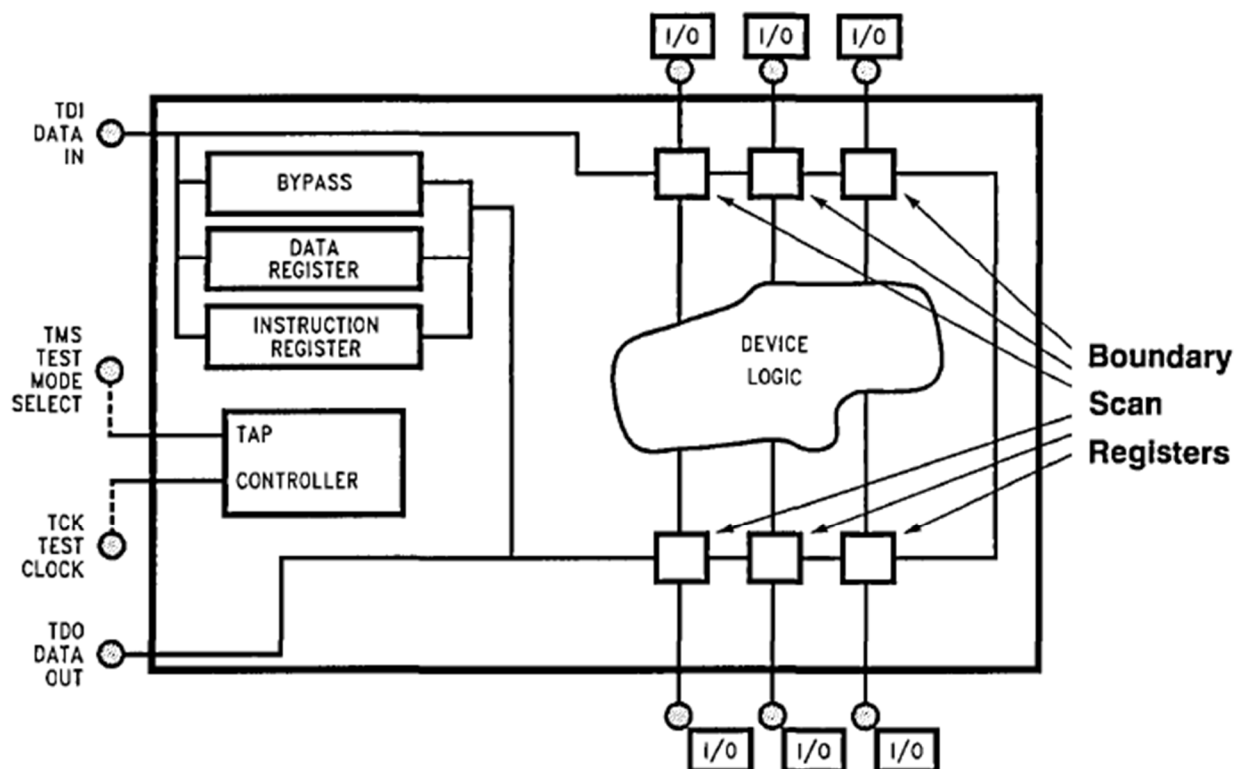 I/O
I/O
I/O
TDI
DATA
IN
BYPASS
DATA
REGISTER
INSTRUCTION
REGISTER
TMS
TEST
MODE
SELECT
TAP
CONTROLLER
TCK
TEST
CLOCK
TDO
DATA
OUT
DEVICE
LOGIC
Boundary
Scan
Registers
I/O
I/O
I/O